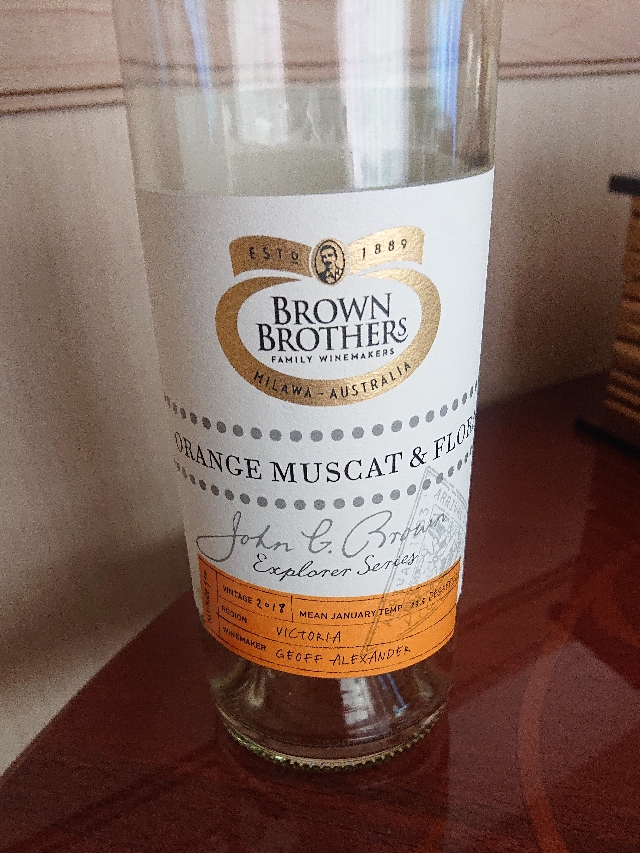 ESTD 1889
BROWN
BROTHERS
FAMILY WINEMAKERS
MILAWA - AUSTRALIA
ORANGE MUSCAT &
John G. Brown
Explorer Series
VINTAGE 2018 MEAN JANUARY TEMP
REGION VICTORIA
WINEMAKER GEOFF ALEXANDER